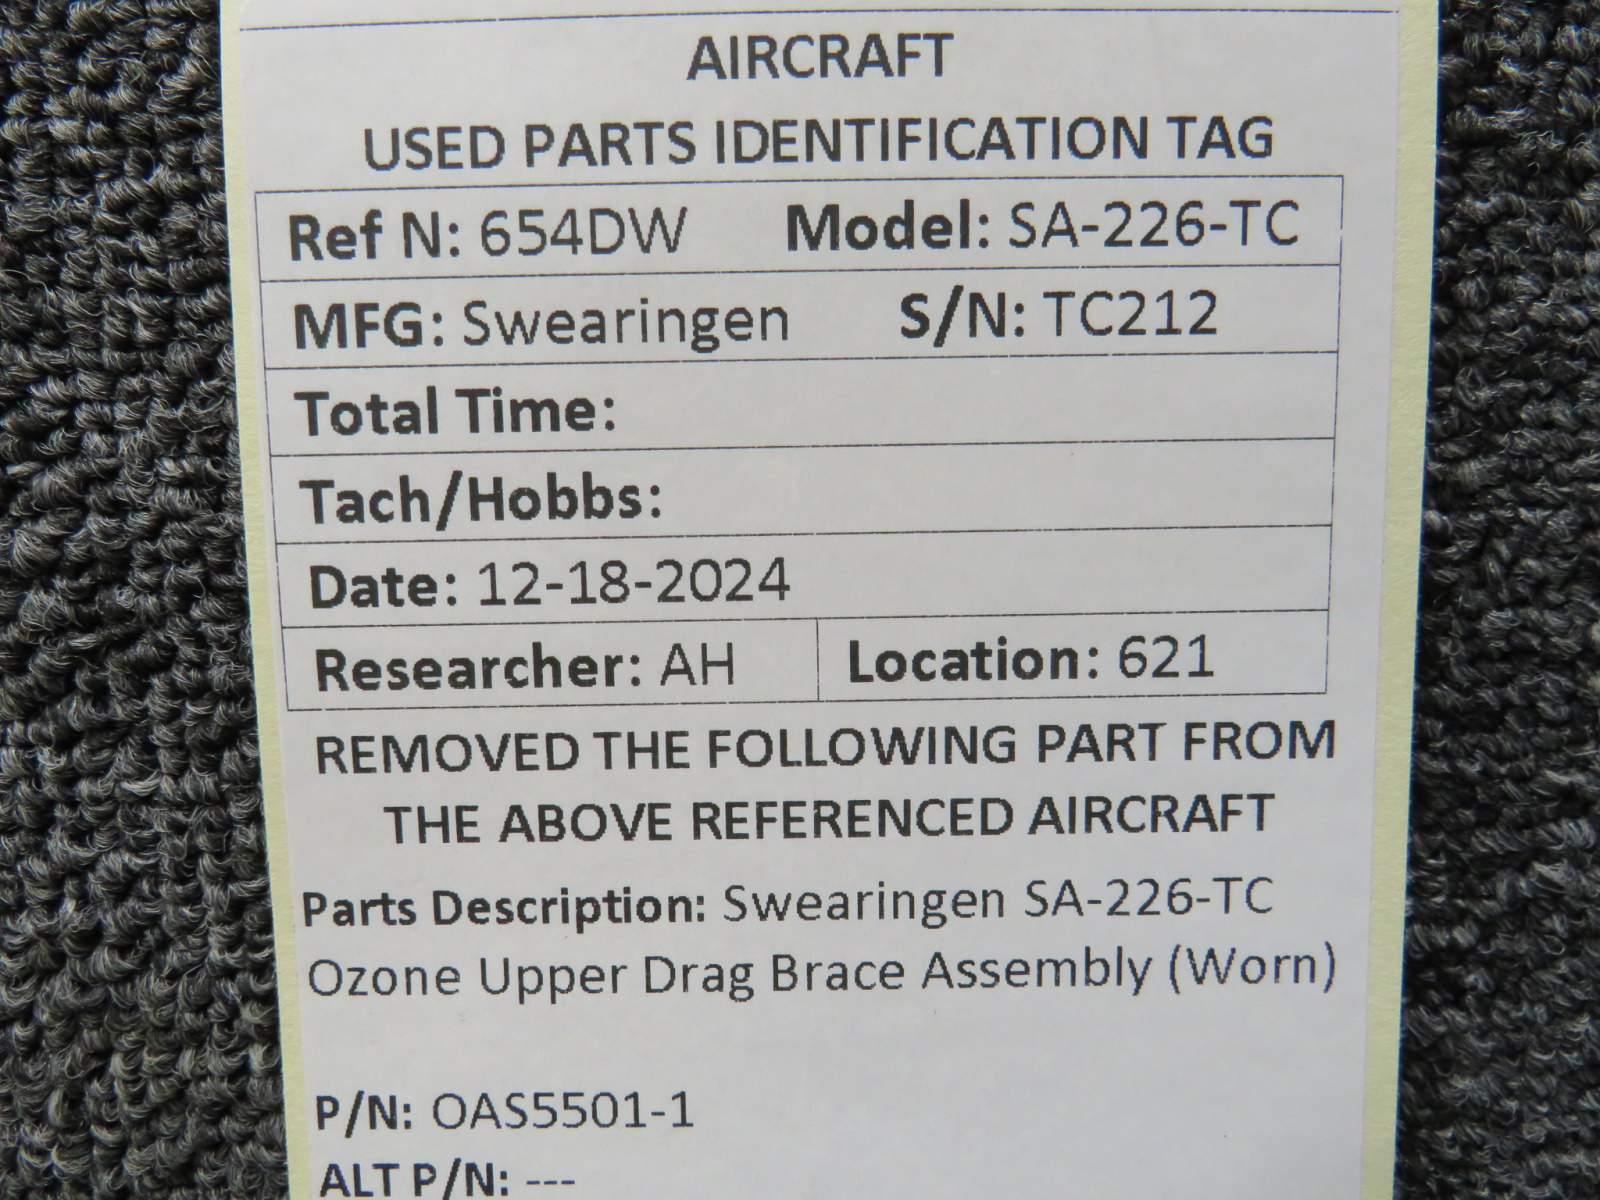 AIRCRAFT
USED PARTS IDENTIFICATION TAG
Ref N: 654DW Model: SA-226-TC
MFG: Swearingen S/N: TC212
Total Time:
Tach/Hobbs:
Date: 12-18-2024
Researcher: AH Location: 621
REMOVED THE FOLLOWING PART FROM
THE ABOVE REFERENCED AIRCRAFT
Parts Description: Swearingen SA-226-TC
Ozone Upper Drag Brace Assembly (Worn)
P/N: OAS5501-1
ALT P/N: ---